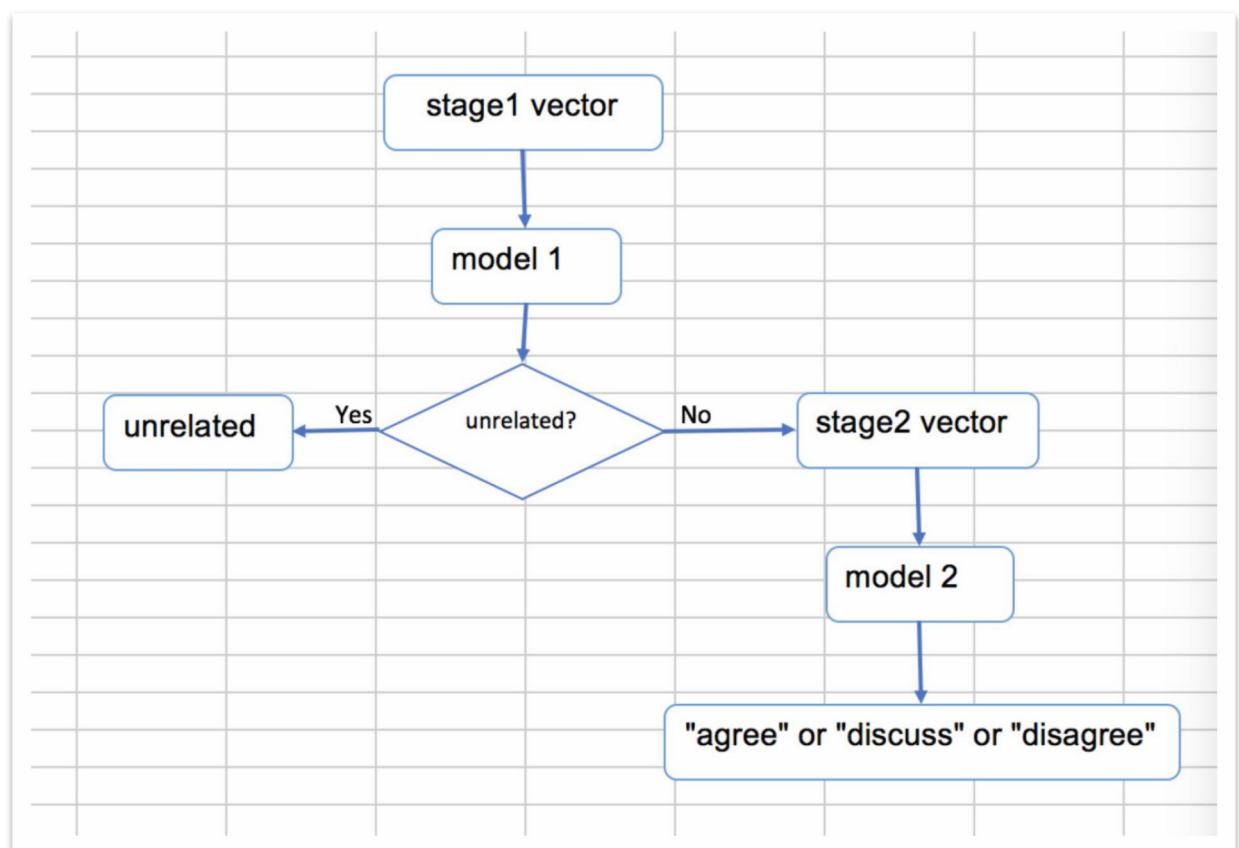 stage1 vector
model 1
unrelated?
Yes
unrelated
No
stage2 vector
model 2
"agree" or "discuss" or "disagree"